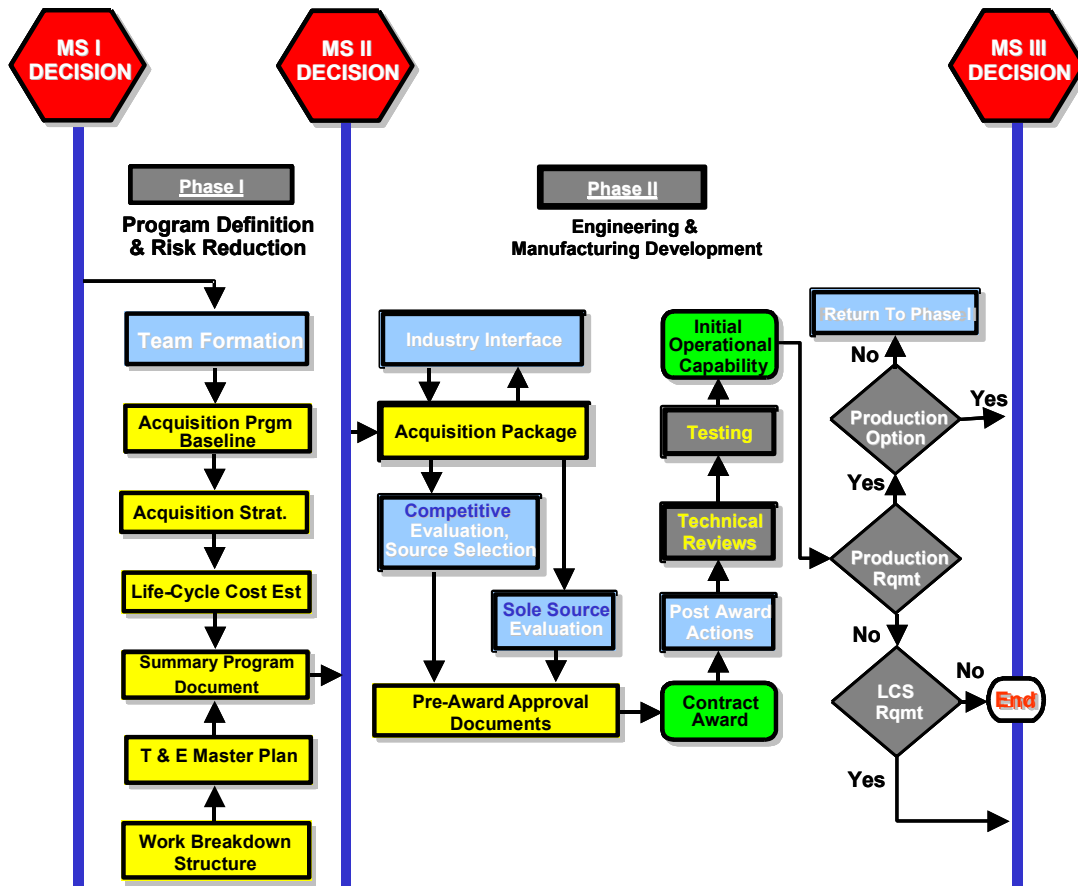 MS I
DECISION
MS II
DECISION
MS III
DECISION
Phase I
Program Definition
& Risk Reduction
Team Formation
Acquisition Prgm
Baseline
Acquisition Strat.
Life-Cycle Cost Est
Summary Program
Document
T & E Master Plan
Work Breakdown
Structure
Phase II
Engineering &
Manufacturing Development
Industry Interface
Acquisition Package
Competitive
Evaluation,
Source Selection
Sole Source
Evaluation
Pre-Award Approval
Documents
Initial
Operational
Capability
Testing
Technical
Reviews
Post Award
Actions
Contract
Award
Return To Phase I
No
Production
Option
Yes
Yes
Production
Rqmt
No
LCS
Rqmt
No
End
Yes